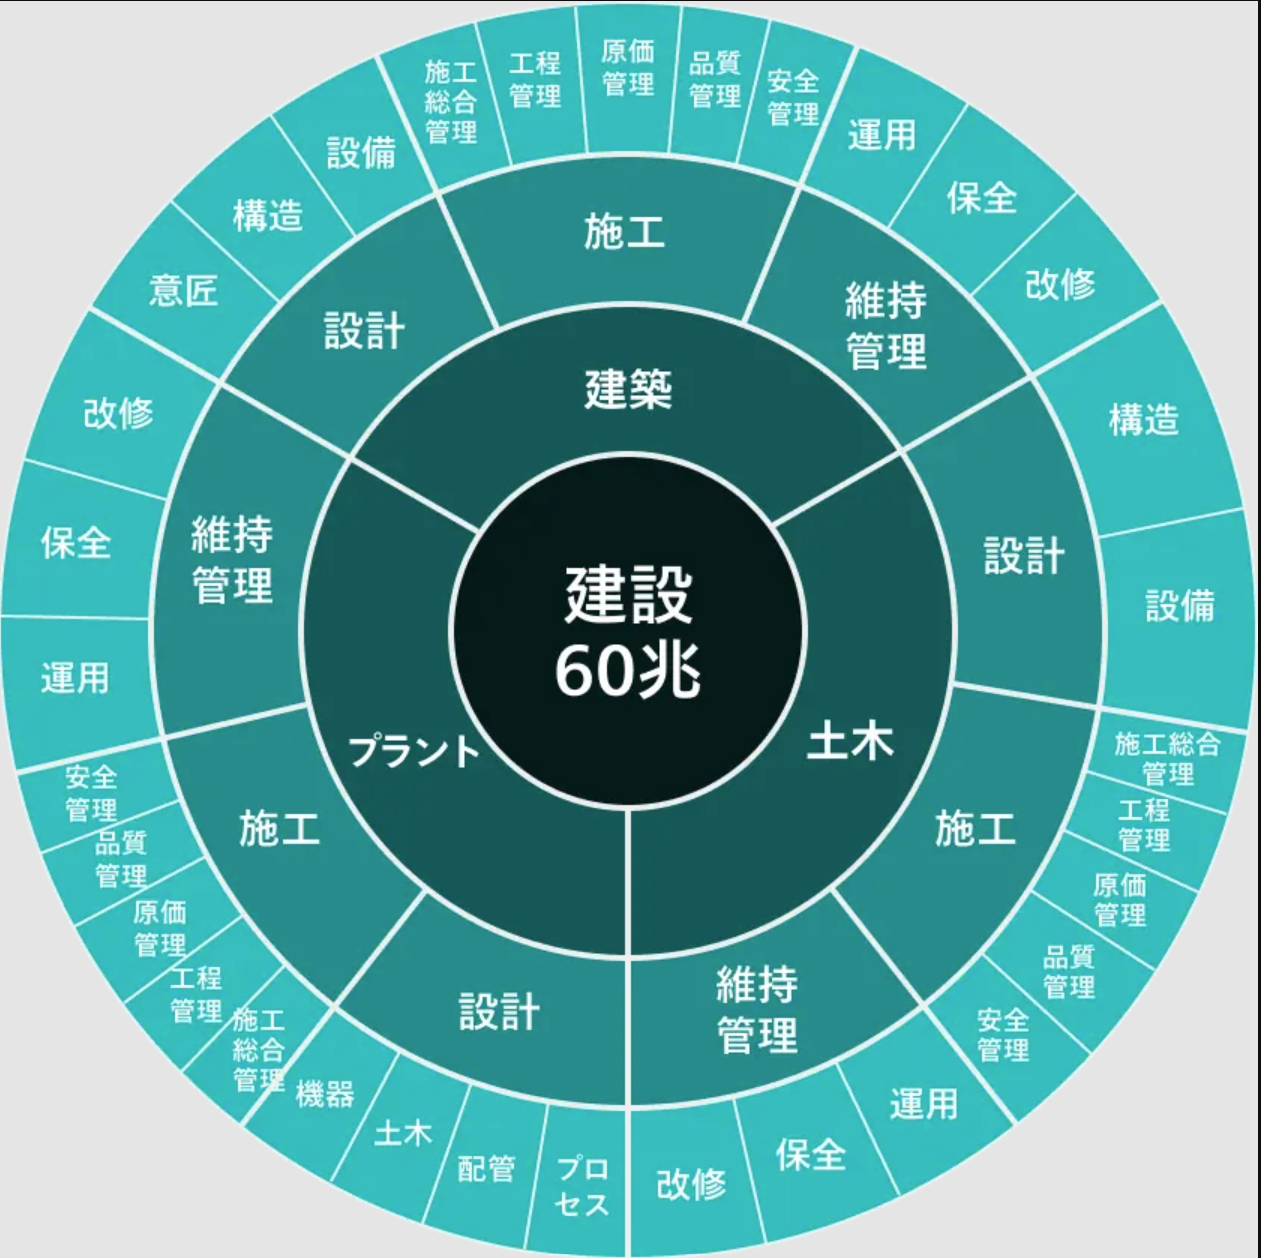 建設
60兆
建築
土木
プラント
設計
施工
維持
管理
設計
施工
維持
管理
設計
施工
維持
管理
意匠
構造
設備
施工
総合
管理
工程
管理
原価
管理
品質
管理
安全
管理
運用
保全
改修
構造
設備
施工総合
管理
工程
管理
原価
管理
品質
管理
安全
管理
運用
保全
改修
プロ
セス
配管
土木
機器
施工
総合
管理
工程
管理
原価
管理
品質
管理
安全
管理
運用
保全
改修